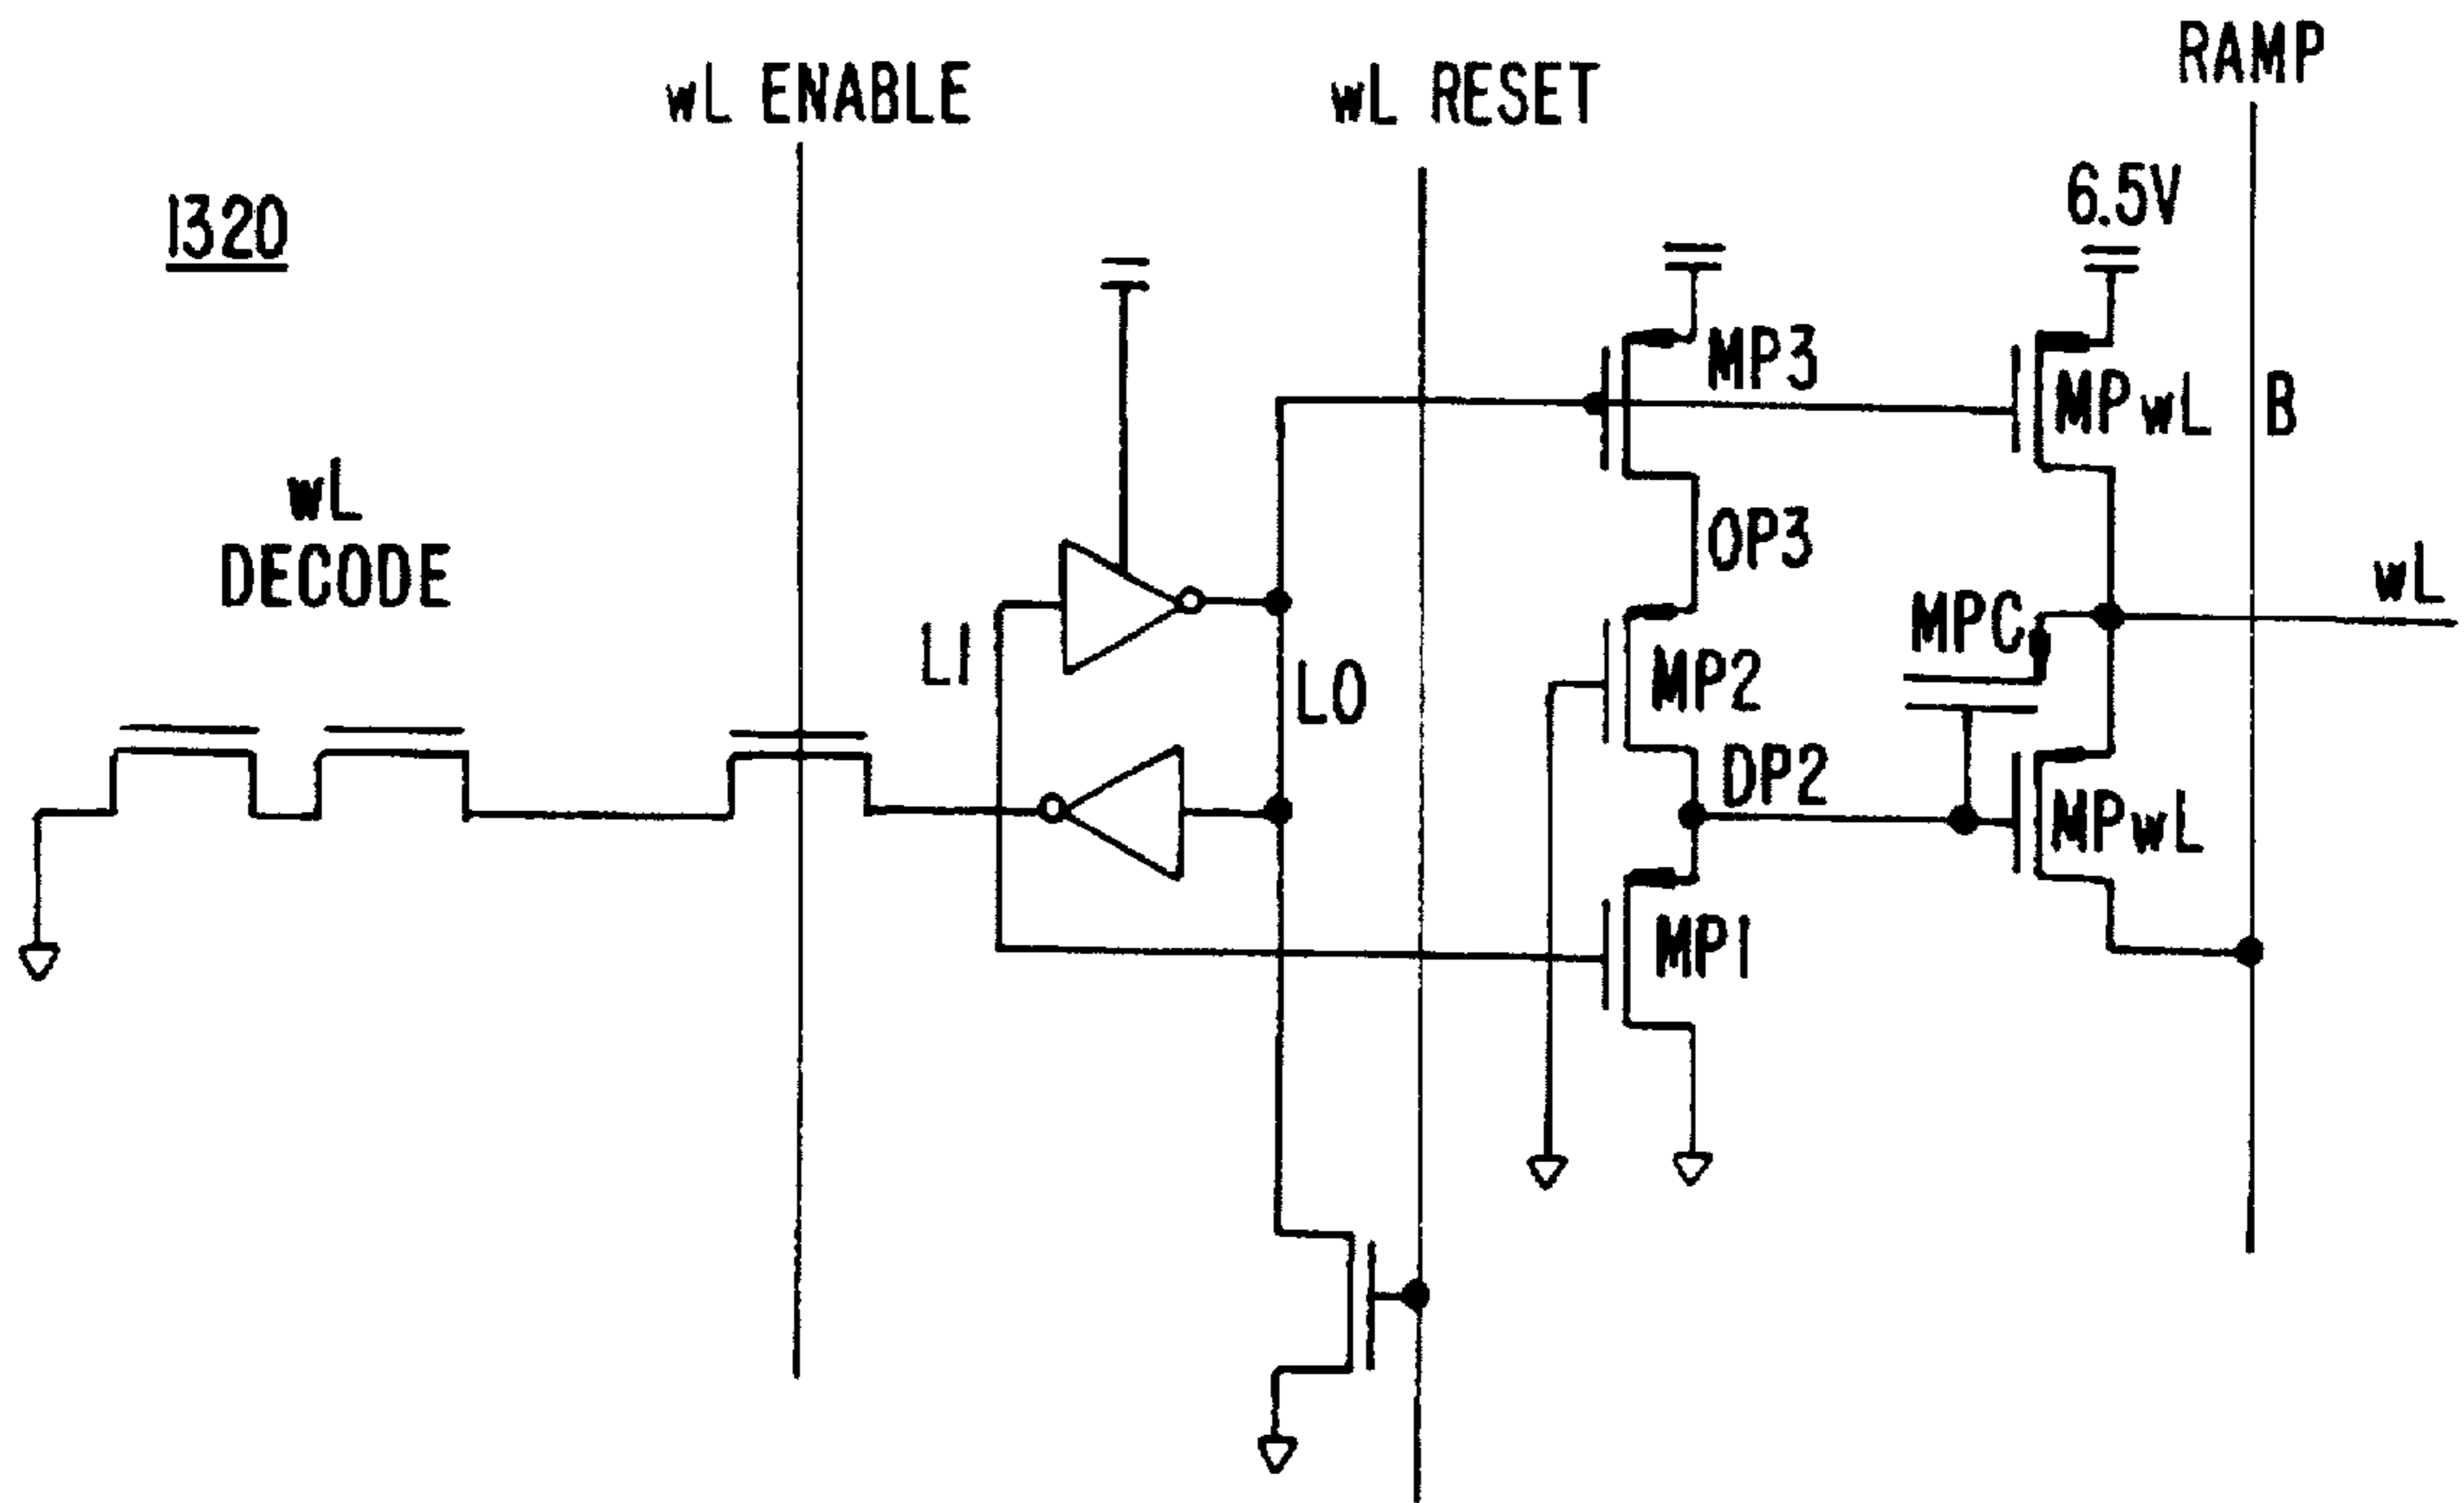 RAMP
wL ENABLE
wL RESET
6.5V
1320
MP3
MPwL
B
wL
DECODE
OP3
wL
MPC
LI
LO
MP2
DP2
MPwL
MP1